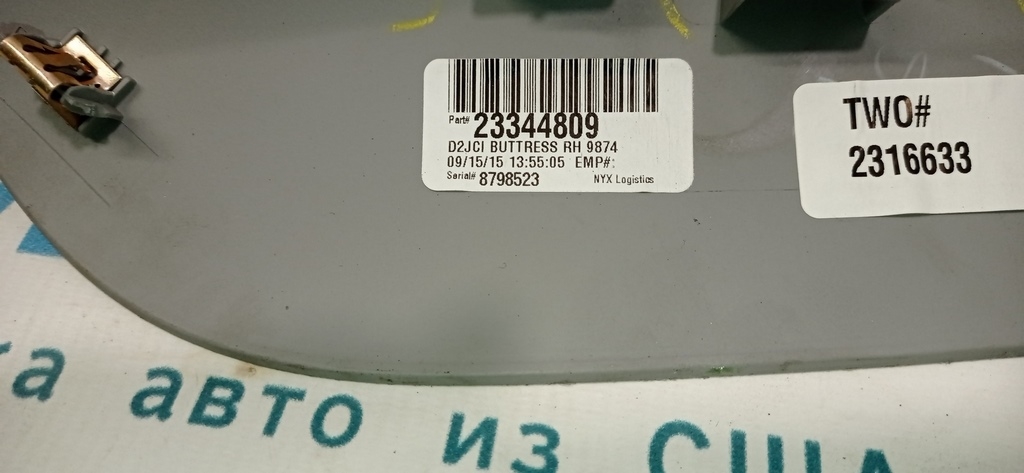 Part# 23344809
D2JCI BUTTRESS RH 9874
09/15/15 13:55:05 EMP#:
Serial# 8798523 NYX Logistics
TWO#
2316633
авто из США